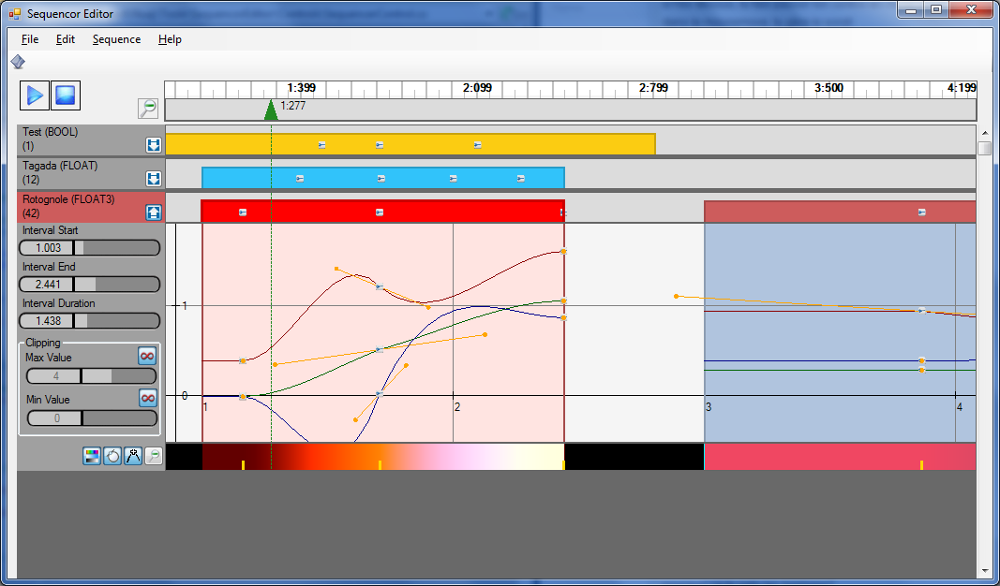 Sequencor Editor
File Edit Sequence Help
1:399 2:099 2:799 3:500 4:199
1:277
Test (BOOL)
(1)
Tagada (FLOAT)
(12)
Rotognole (FLOAT3)
(42)
Interval Start
1.003
Interval End
2.441
Interval Duration
1.438
Clipping
Max Value
4
Min Value
0
1
0
1 2 3 4